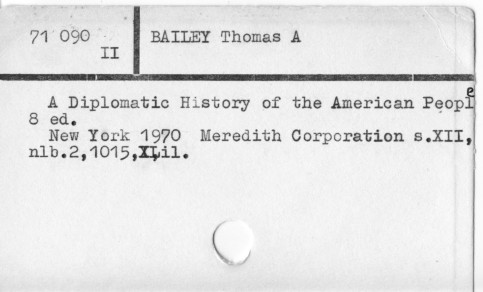 71 090 BAILEY Thomas A
II
A Diplomatic History of the American People
8 ed.
New York 1970 Meredith Corporation s.XII,
nlb.2,1015,XI,il.